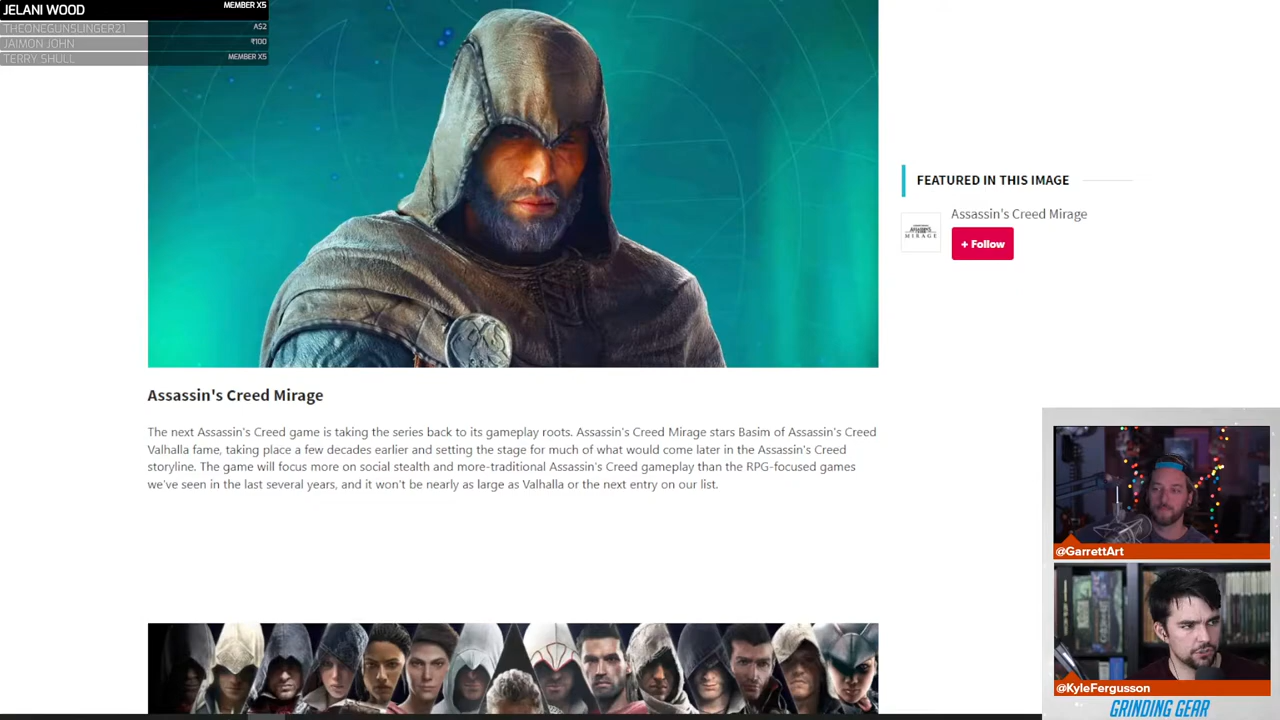 JELANI WOOD MEMBER X5
THEONEGUNSLINGER21 A$2
JAIMON JOHN ₹100
TERRY SHULL MEMBER X5
FEATURED IN THIS IMAGE
Assassin's Creed Mirage
+ Follow
MIRAGE
Assassin's Creed Mirage
The next Assassin's Creed game is taking the series back to its gameplay roots. Assassin's Creed Mirage stars Basim of Assassin's Creed
Valhalla fame, taking place a few decades earlier and setting the stage for much of what would come later in the Assassin's Creed
storyline. The game will focus more on social stealth and more-traditional Assassin's Creed gameplay than the RPG-focused games
we've seen in the last several years, and it won't be nearly as large as Valhalla or the next entry on our list.
@GarrettArt
@KyleFergusson
GRINDING GEAR